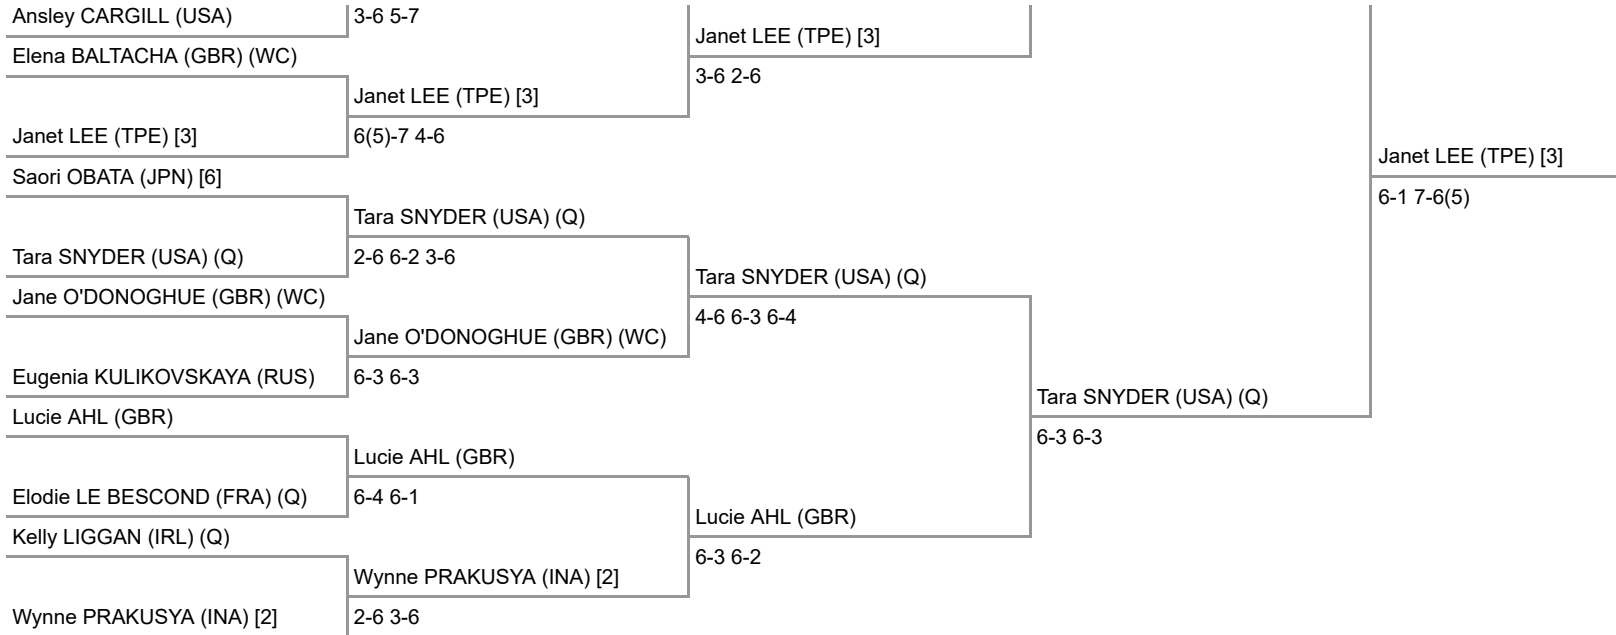 Ansley CARGILL (USA)
3-6 5-7
Janet LEE (TPE) [3]
Elena BALTACHA (GBR) (WC)
3-6 2-6
Janet LEE (TPE) [3]
Janet LEE (TPE) [3]
6(5)-7 4-6
Janet LEE (TPE) [3]
Saori OBATA (JPN) [6]
6-1 7-6(5)
Tara SNYDER (USA) (Q)
Tara SNYDER (USA) (Q)
2-6 6-2 3-6
Tara SNYDER (USA) (Q)
Jane O'DONOGHUE (GBR) (WC)
4-6 6-3 6-4
Jane O'DONOGHUE (GBR) (WC)
Eugenia KULIKOVSKAYA (RUS)
6-3 6-3
Tara SNYDER (USA) (Q)
Lucie AHL (GBR)
6-3 6-3
Lucie AHL (GBR)
Elodie LE BESCOND (FRA) (Q)
6-4 6-1
Lucie AHL (GBR)
Kelly LIGGAN (IRL) (Q)
6-3 6-2
Wynne PRAKUSYA (INA) [2]
Wynne PRAKUSYA (INA) [2]
2-6 3-6